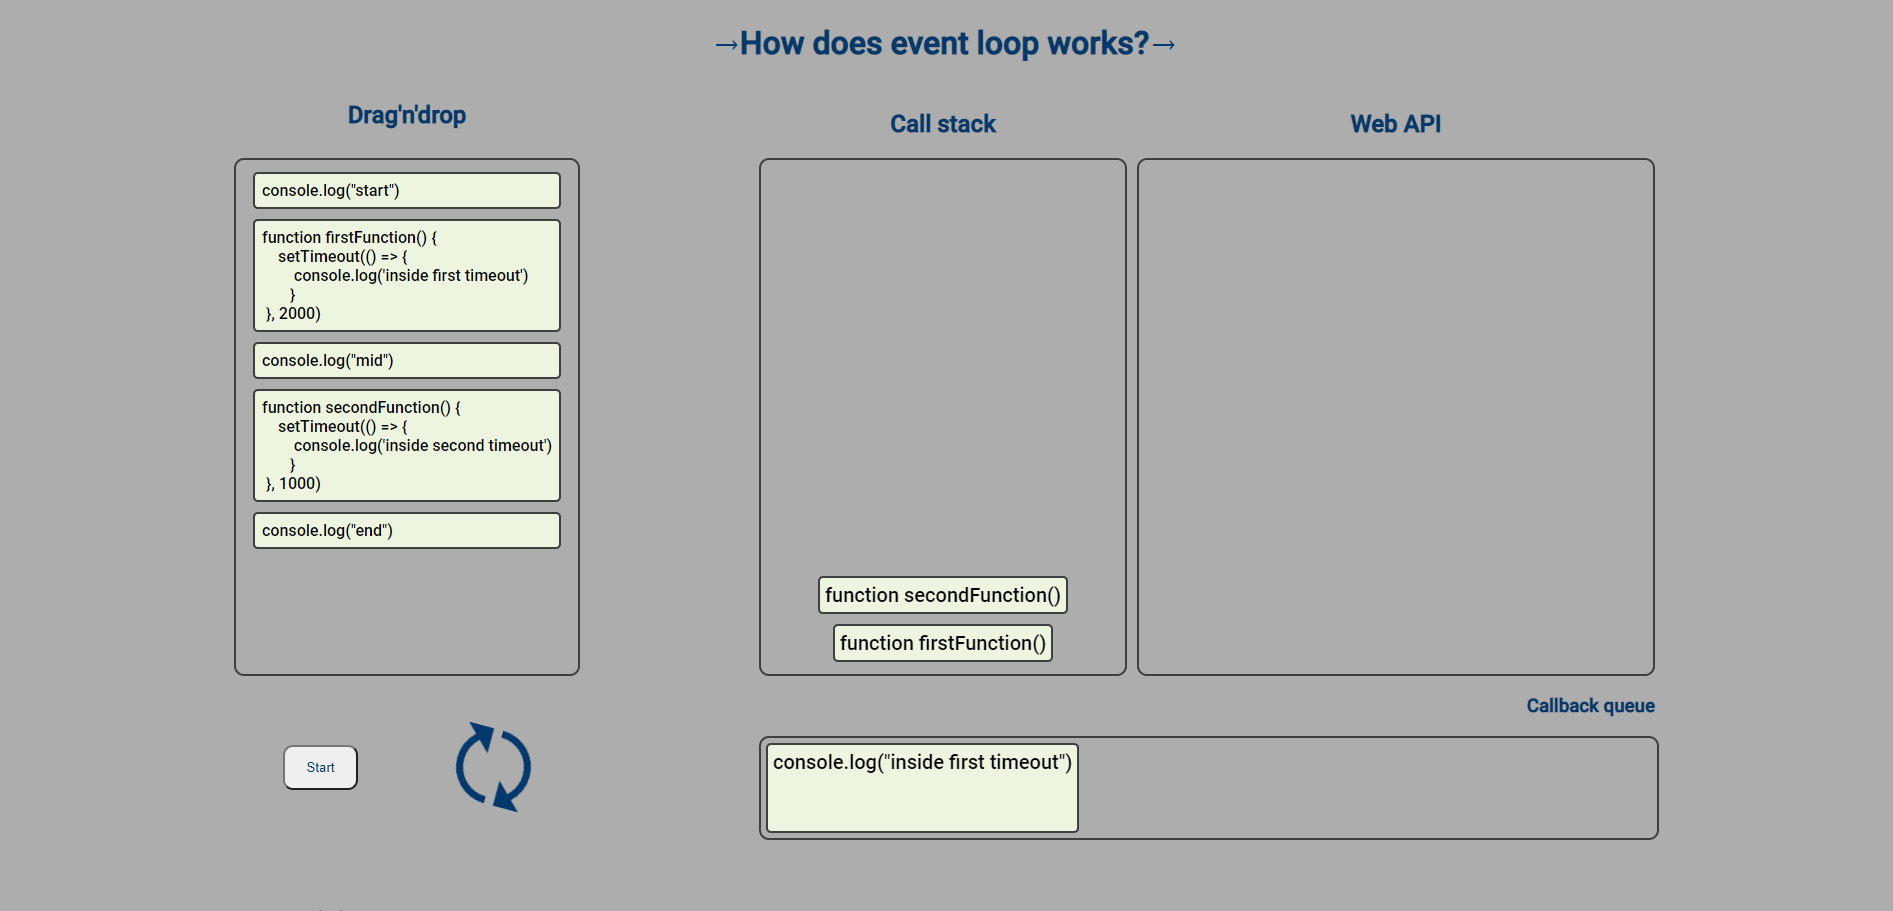 →How does event loop works?→
Drag'n'drop
console.log("start")
function firstFunction() {
setTimeout(() => {
console.log('inside first timeout')
}
}, 2000)
console.log("mid")
function secondFunction() {
setTimeout(() => {
console.log('inside second timeout')
}
}, 1000)
console.log("end")
Start
Call stack
function secondFunction()
function firstFunction()
Web API
Callback queue
console.log("inside first timeout")